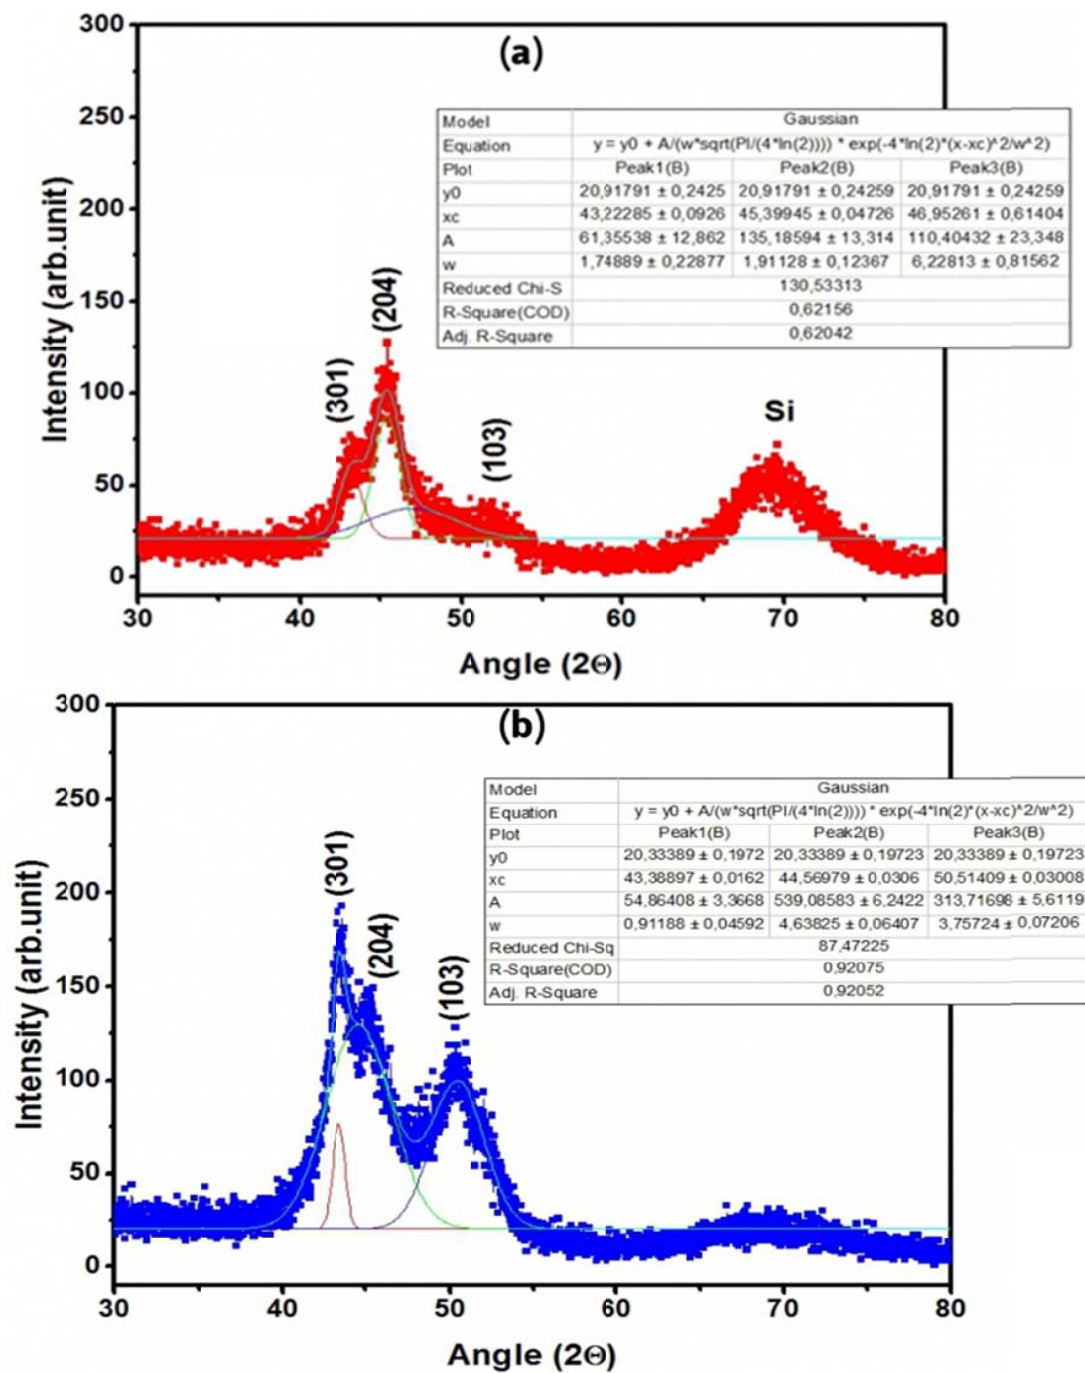 300
(a)
250
200
150
100
50
0
Intensity (arb.unit)
Model Gaussian
Equation y = y0 + A/(w*sqrt(PI/(4*ln(2)))) * exp(-4*ln(2)*(x-xc)^2/w^2)
Plot Peak1(B) Peak2(B) Peak3(B)
y0 20,91791 ± 0,2425 20,91791 ± 0,24259 20,91791 ± 0,24259
xc 43,22285 ± 0,0926 45,39945 ± 0,04726 46,95261 ± 0,61404
A 61,35538 ± 12,862 135,18594 ± 13,314 110,40432 ± 23,348
w 1,74889 ± 0,22877 1,91128 ± 0,12367 6,22813 ± 0,81562
Reduced Chi-S 130,53313
R-Square(COD) 0,62156
Adj. R-Square 0,62042
(301)
(204)
(103)
Si
30 40 50 60 70 80
Angle (2Θ)
300
(b)
250
200
150
100
50
0
Intensity (arb.unit)
Model Gaussian
Equation y = y0 + A/(w*sqrt(PI/(4*ln(2)))) * exp(-4*ln(2)*(x-xc)^2/w^2)
Plot Peak1(B) Peak2(B) Peak3(B)
y0 20,33389 ± 0,1972 20,33389 ± 0,19723 20,33389 ± 0,19723
xc 43,38897 ± 0,0162 44,56979 ± 0,0306 50,51409 ± 0,03008
A 54,86408 ± 3,3668 539,08583 ± 6,2422 313,71698 ± 5,6119
w 0,91188 ± 0,04592 4,63825 ± 0,06407 3,75724 ± 0,07206
Reduced Chi-Sq 87,47225
R-Square(COD) 0,92075
Adj. R-Square 0,92052
(301)
(204)
(103)
30 40 50 60 70 80
Angle (2Θ)